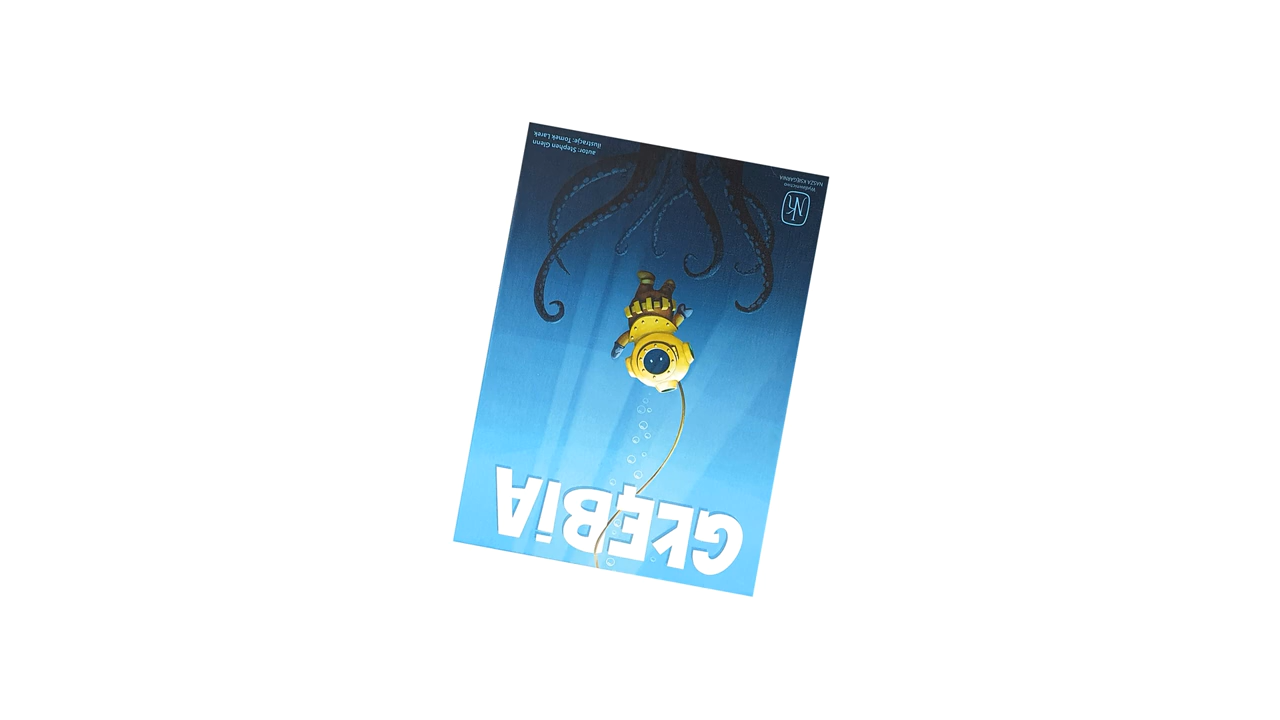 GŁĘBiA
Wydawnictwo
NASZA KSIĘGARNIA
autor: Stephen Glenn
ilustracje: Tomek Larek